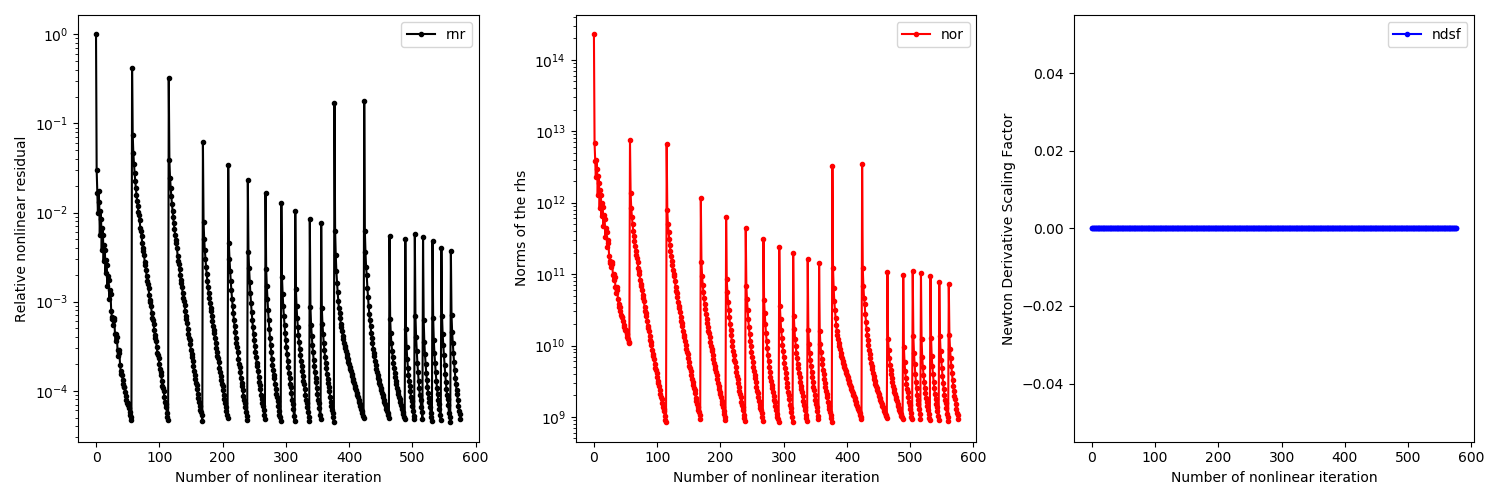 rnr
Relative nonlinear residual
10^0
10^-1
10^-2
10^-3
10^-4
0 100 200 300 400 500 600
Number of nonlinear iteration
nor
Norms of the rhs
10^14
10^13
10^12
10^11
10^10
10^9
0 100 200 300 400 500 600
Number of nonlinear iteration
ndsf
Newton Derivative Scaling Factor
0.04
0.02
0.00
−0.02
−0.04
0 100 200 300 400 500 600
Number of nonlinear iteration